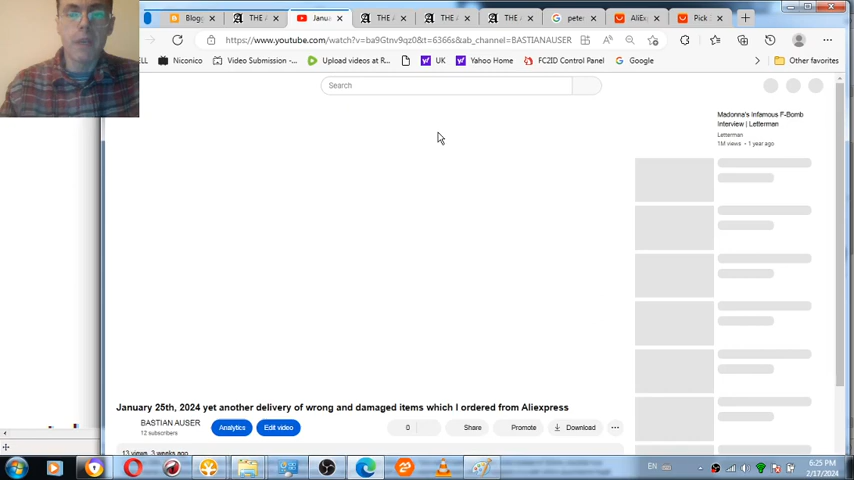 Blogg
THE A
Janua
THE A
THE A
THE A
peter
AliExp
Pick
https://www.youtube.com/watch?v=ba9Gtnv9qz0&t=6366s&ab_channel=BASTIANAUSER
ELL
Niconico
Video Submission -...
Upload videos at R...
UK
Yahoo Home
FC2ID Control Panel
Google
Other favorites
Search
Madonna's Infamous F-Bomb
Interview | Letterman
Letterman
1M views • 1 year ago
January 25th, 2024 yet another delivery of wrong and damaged items which I ordered from Aliexpress
BASTIAN AUSER
12 subscribers
Analytics
Edit video
0
Share
Promote
Download
13 views 3 weeks ago
EN
6:25 PM
2/17/2024